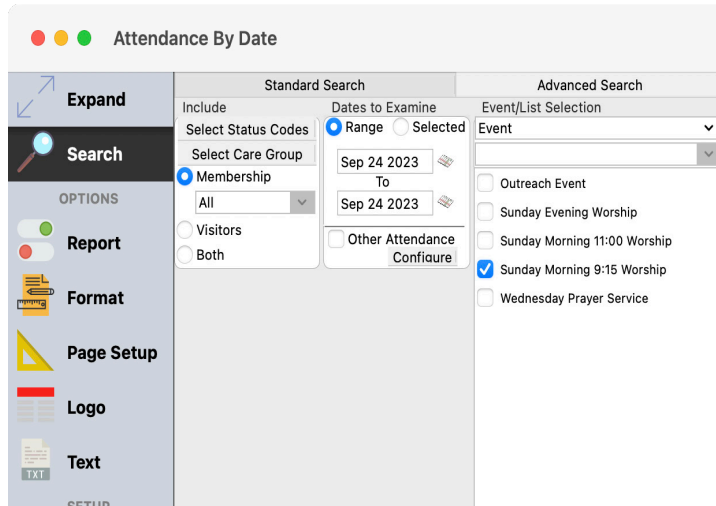 Attendance By Date
Expand
Search
OPTIONS
Report
Format
Page Setup
Logo
TXT
Text
SETUP
Standard Search
Advanced Search
Include
Select Status Codes
Select Care Group
Membership
All
Visitors
Both
Dates to Examine
Range Selected
Sep 24 2023
To
Sep 24 2023
Other Attendance
Configure
Event/List Selection
Event
Outreach Event
Sunday Evening Worship
Sunday Morning 11:00 Worship
Sunday Morning 9:15 Worship
Wednesday Prayer Service